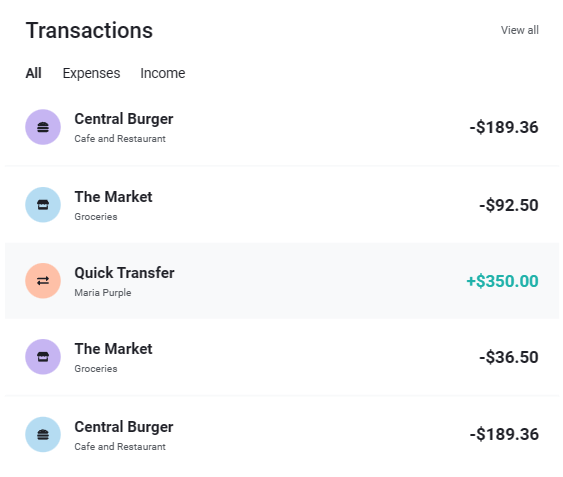 Transactions
View all
All Expenses Income
Central Burger
Cafe and Restaurant
-$189.36
The Market
Groceries
-$92.50
Quick Transfer
Maria Purple
+$350.00
The Market
Groceries
-$36.50
Central Burger
Cafe and Restaurant
-$189.36